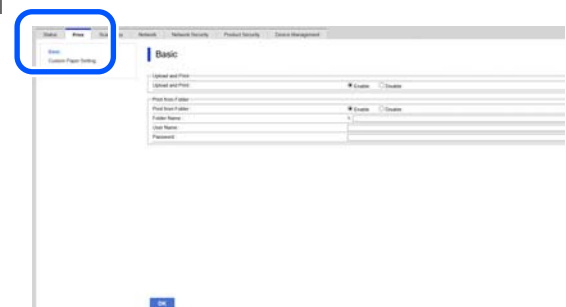 Status Print Network Network Security Product Security Device Management
Basic
Custom Paper Setting
Basic
Upload and Print
Upload and Print Enable Disable
Print from Folder
Print from Folder Enable Disable
Folder Name
User Name
Password
OK